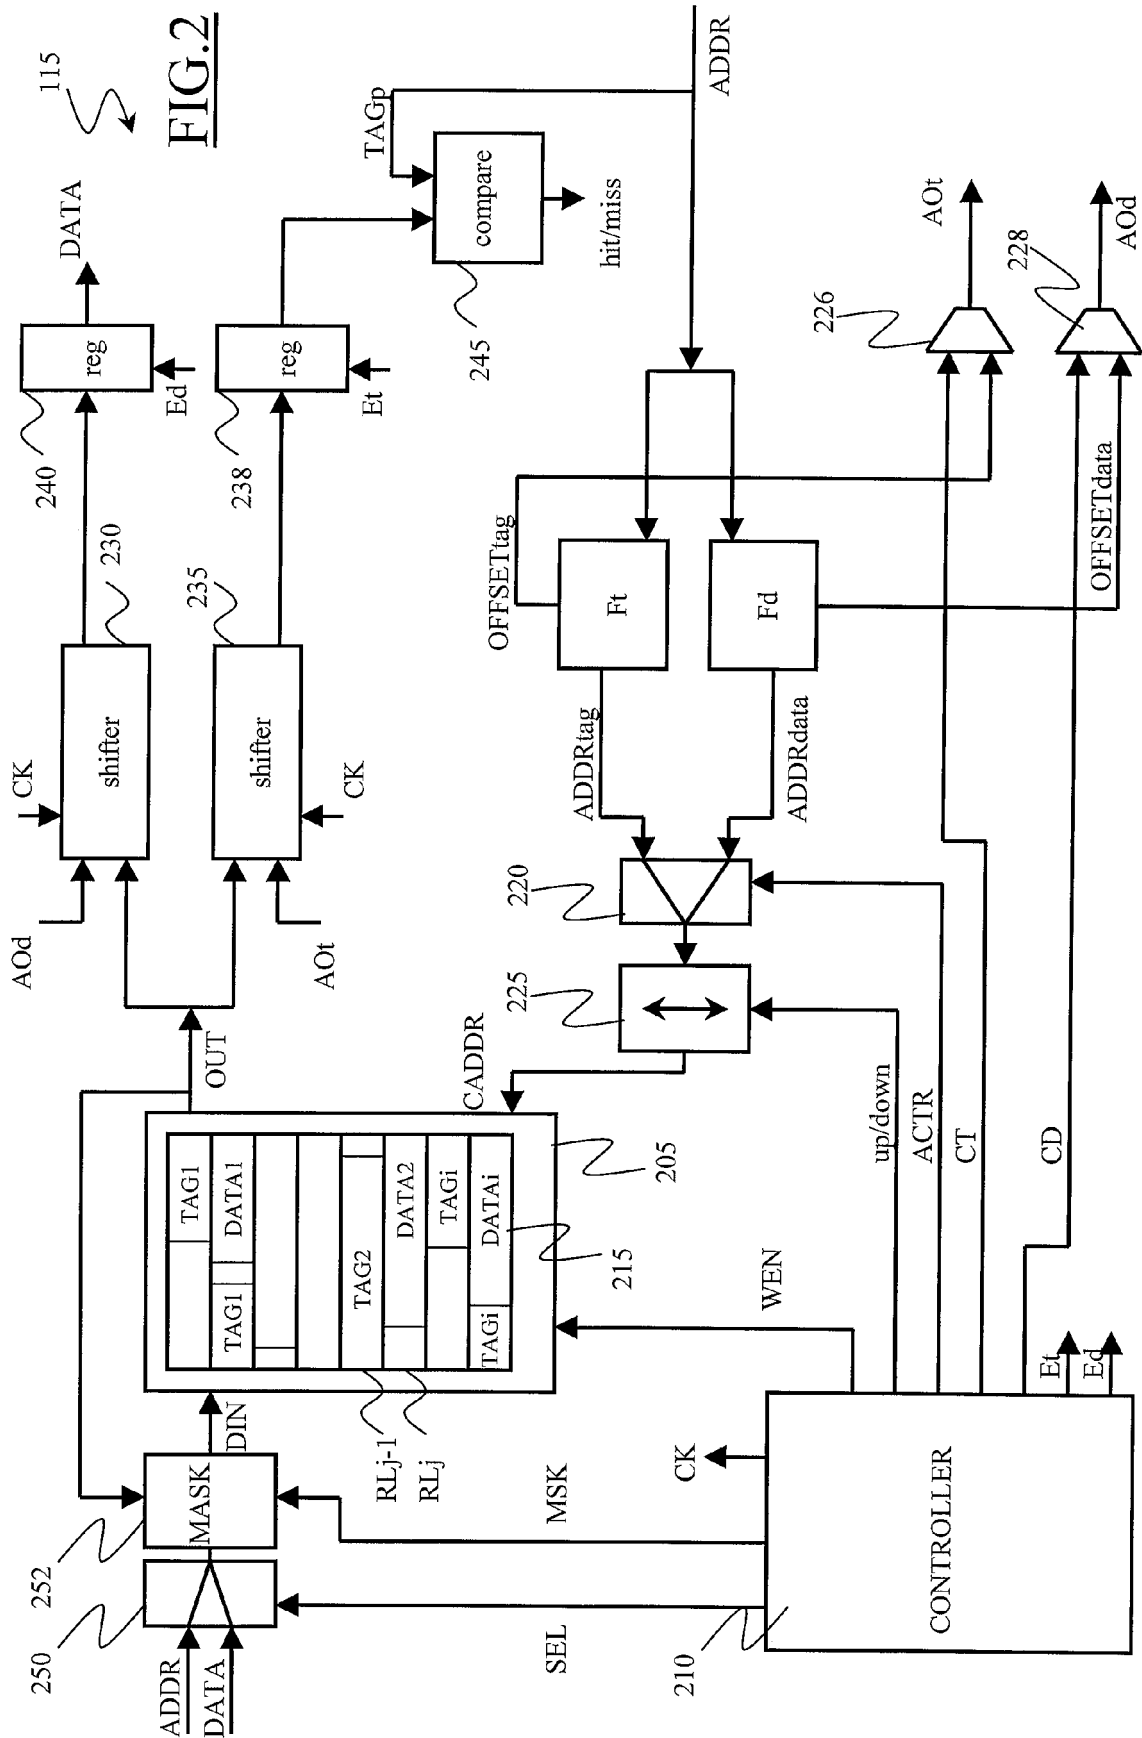 FIG.2
115
DATA
reg
240
Ed
reg
238
Et
TAGp
compare
245
hit/miss
ADDR
230
shifter
CK
AOd
235
shifter
CK
AOt
OUT
OFFSETtag
Ft
Fd
OFFSETdata
ADDRtag
ADDRdata
220
225
226
AOt
228
AOd
CADDR
TAG1
TAG1
DATA1
TAG2
DATA2
TAGi
TAGi
DATAi
205
215
RLj-1
RLj
DIN
MASK
252
250
ADDR
DATA
WEN
up/down
ACTR
CT
CD
Et
Ed
CK
MSK
SEL
210
CONTROLLER